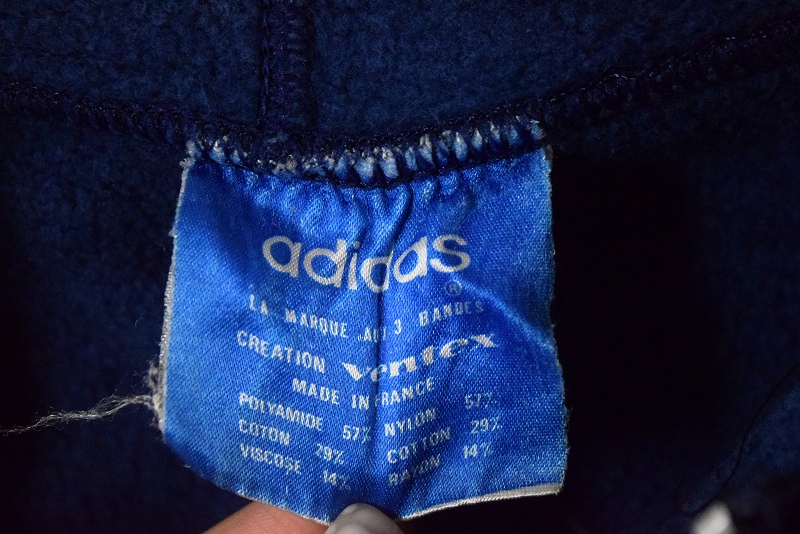 adidas
®
LA MARQUE AUX 3 BANDES
CREATION ventex
MADE IN FRANCE
POLYAMIDE 57% NYLON 57%
COTON 29% COTTON 29%
VISCOSE 14% RAYON 14%